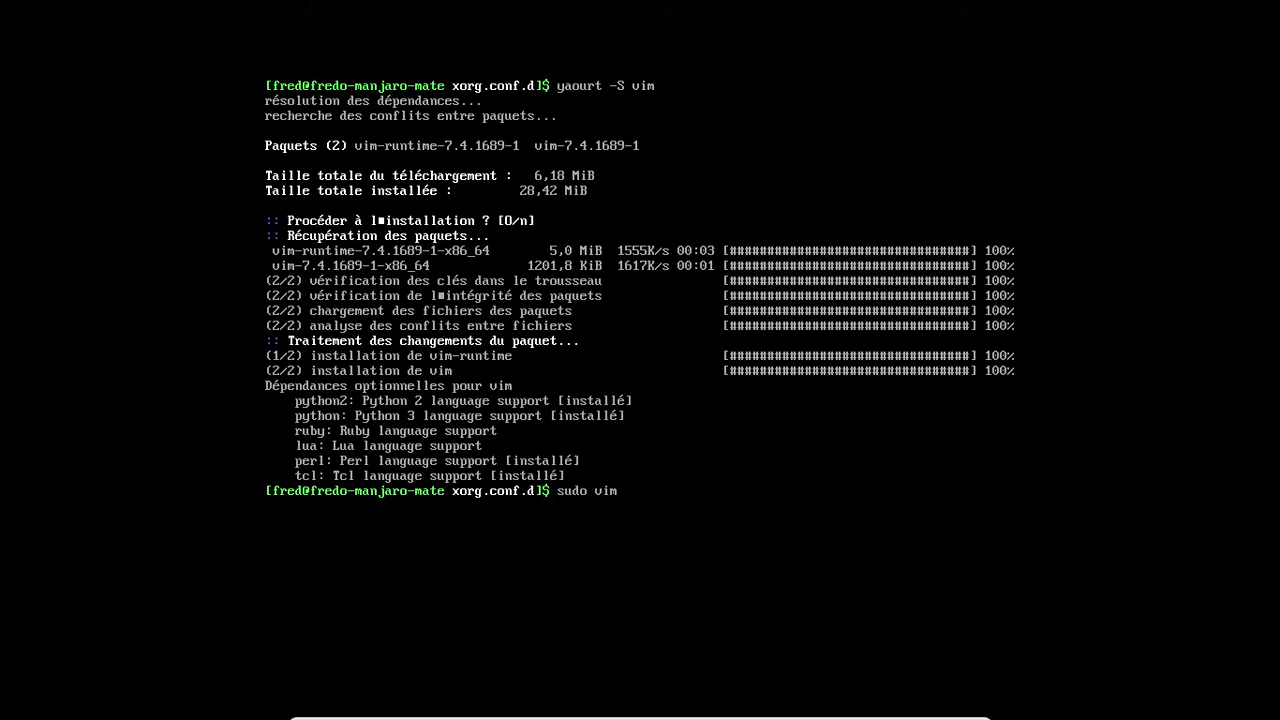 [fred@fredo-manjaro-mate xorg.conf.d]$ yaourt -S vim
résolution des dépendances...
recherche des conflits entre paquets...
Paquets (2) vim-runtime-7.4.1689-1  vim-7.4.1689-1
Taille totale du téléchargement :   6,18 MiB
Taille totale installée :         28,42 MiB
:: Procéder à l■installation ? [O/n]
:: Récupération des paquets...
vim-runtime-7.4.1689-1-x86_64        5,0 MiB  1555K/s 00:03 [################################] 100%
vim-7.4.1689-1-x86_64             1201,8 KiB  1617K/s 00:01 [################################] 100%
(2/2) vérification des clés dans le trousseau                [################################] 100%
(2/2) vérification de l■intégrité des paquets                [################################] 100%
(2/2) chargement des fichiers des paquets                    [################################] 100%
(2/2) analyse des conflits entre fichiers                    [################################] 100%
:: Traitement des changements du paquet...
(1/2) installation de vim-runtime                            [################################] 100%
(2/2) installation de vim                                    [################################] 100%
Dépendances optionnelles pour vim
python2: Python 2 language support [installé]
python: Python 3 language support [installé]
ruby: Ruby language support
lua: Lua language support
perl: Perl language support [installé]
tcl: Tcl language support [installé]
[fred@fredo-manjaro-mate xorg.conf.d]$ sudo vim